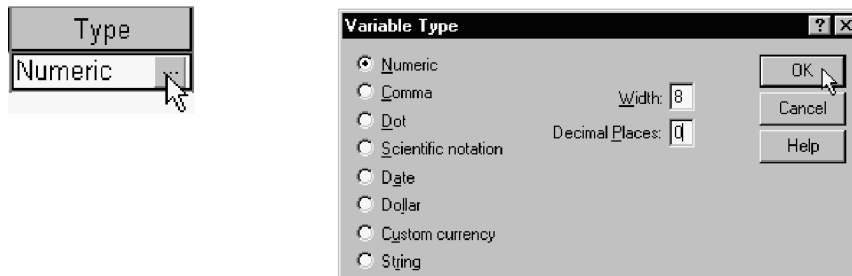 Type
Numeric ...
Variable Type ? X
Numeric
Comma
Dot
Scientific notation
Date
Dollar
Custom currency
String
Width: 8
Decimal Places: 0
OK
Cancel
Help